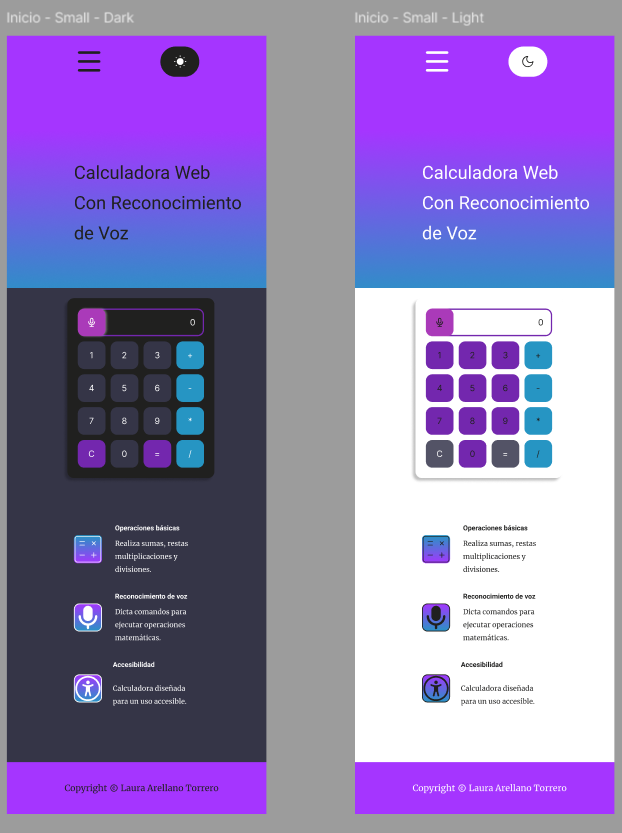 Inicio - Small - Dark
Calculadora Web
Con Reconocimiento
de Voz
0
1 2 3 +
4 5 6 -
7 8 9 *
C 0 = /
Operaciones básicas
Realiza sumas, restas
multiplicaciones y
divisiones.
Reconocimiento de voz
Dicta comandos para
ejecutar operaciones
matemáticas.
Accesibilidad
Calculadora diseñada
para un uso accesible.
Copyright © Laura Arellano Torrero
Inicio - Small - Light
Calculadora Web
Con Reconocimiento
de Voz
0
1 2 3 +
4 5 6 -
7 8 9 *
C 0 = /
Operaciones básicas
Realiza sumas, restas
multiplicaciones y
divisiones.
Reconocimiento de voz
Dicta comandos para
ejecutar operaciones
matemáticas.
Accesibilidad
Calculadora diseñada
para un uso accesible.
Copyright © Laura Arellano Torrero